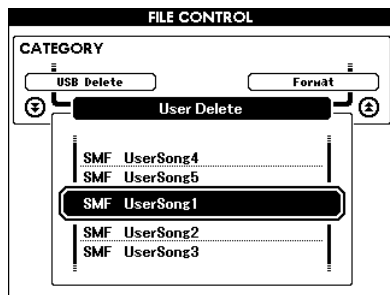 FILE CONTROL
CATEGORY
USB Delete
Format
User Delete
SMF UserSong4
SMF UserSong5
SMF UserSong1
SMF UserSong2
SMF UserSong3